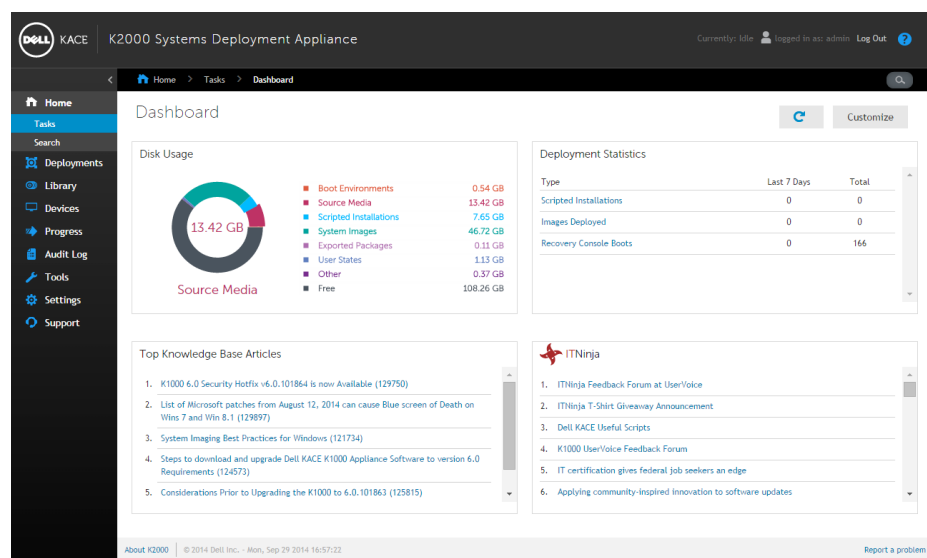 DELL KACE K2000 Systems Deployment Appliance Currently: Idle logged in as: admin Log Out ?
< Home > Tasks > Dashboard
Home
Tasks
Search
Deployments
Library
Devices
Progress
Audit Log
Tools
Settings
Support
Dashboard
Customize
Disk Usage
13.42 GB
Source Media
Boot Environments 0.54 GB
Source Media 13.42 GB
Scripted Installations 7.65 GB
System Images 46.72 GB
Exported Packages 0.11 GB
User States 1.13 GB
Other 0.37 GB
Free 108.26 GB
Deployment Statistics
Type Last 7 Days Total
Scripted Installations 0 0
Images Deployed 0 0
Recovery Console Boots 0 166
Top Knowledge Base Articles
1. K1000 6.0 Security Hotfix v6.0.101864 is now Available (129750)
2. List of Microsoft patches from August 12, 2014 can cause Blue screen of Death on
Wins 7 and Win 8.1 (129897)
3. System Imaging Best Practices for Windows (121734)
4. Steps to download and upgrade Dell KACE K1000 Appliance Software to version 6.0
Requirements (124573)
5. Considerations Prior to Upgrading the K1000 to 6.0.101863 (125815)
ITNinja
1. ITNinja Feedback Forum at UserVoice
2. ITNinja T-Shirt Giveaway Announcement
3. Dell KACE Useful Scripts
4. K1000 UserVoice Feedback Forum
5. IT certification gives federal job seekers an edge
6. Applying community-inspired innovation to software updates
About K2000 © 2014 Dell Inc. - Mon, Sep 29 2014 16:57:22 Report a problem